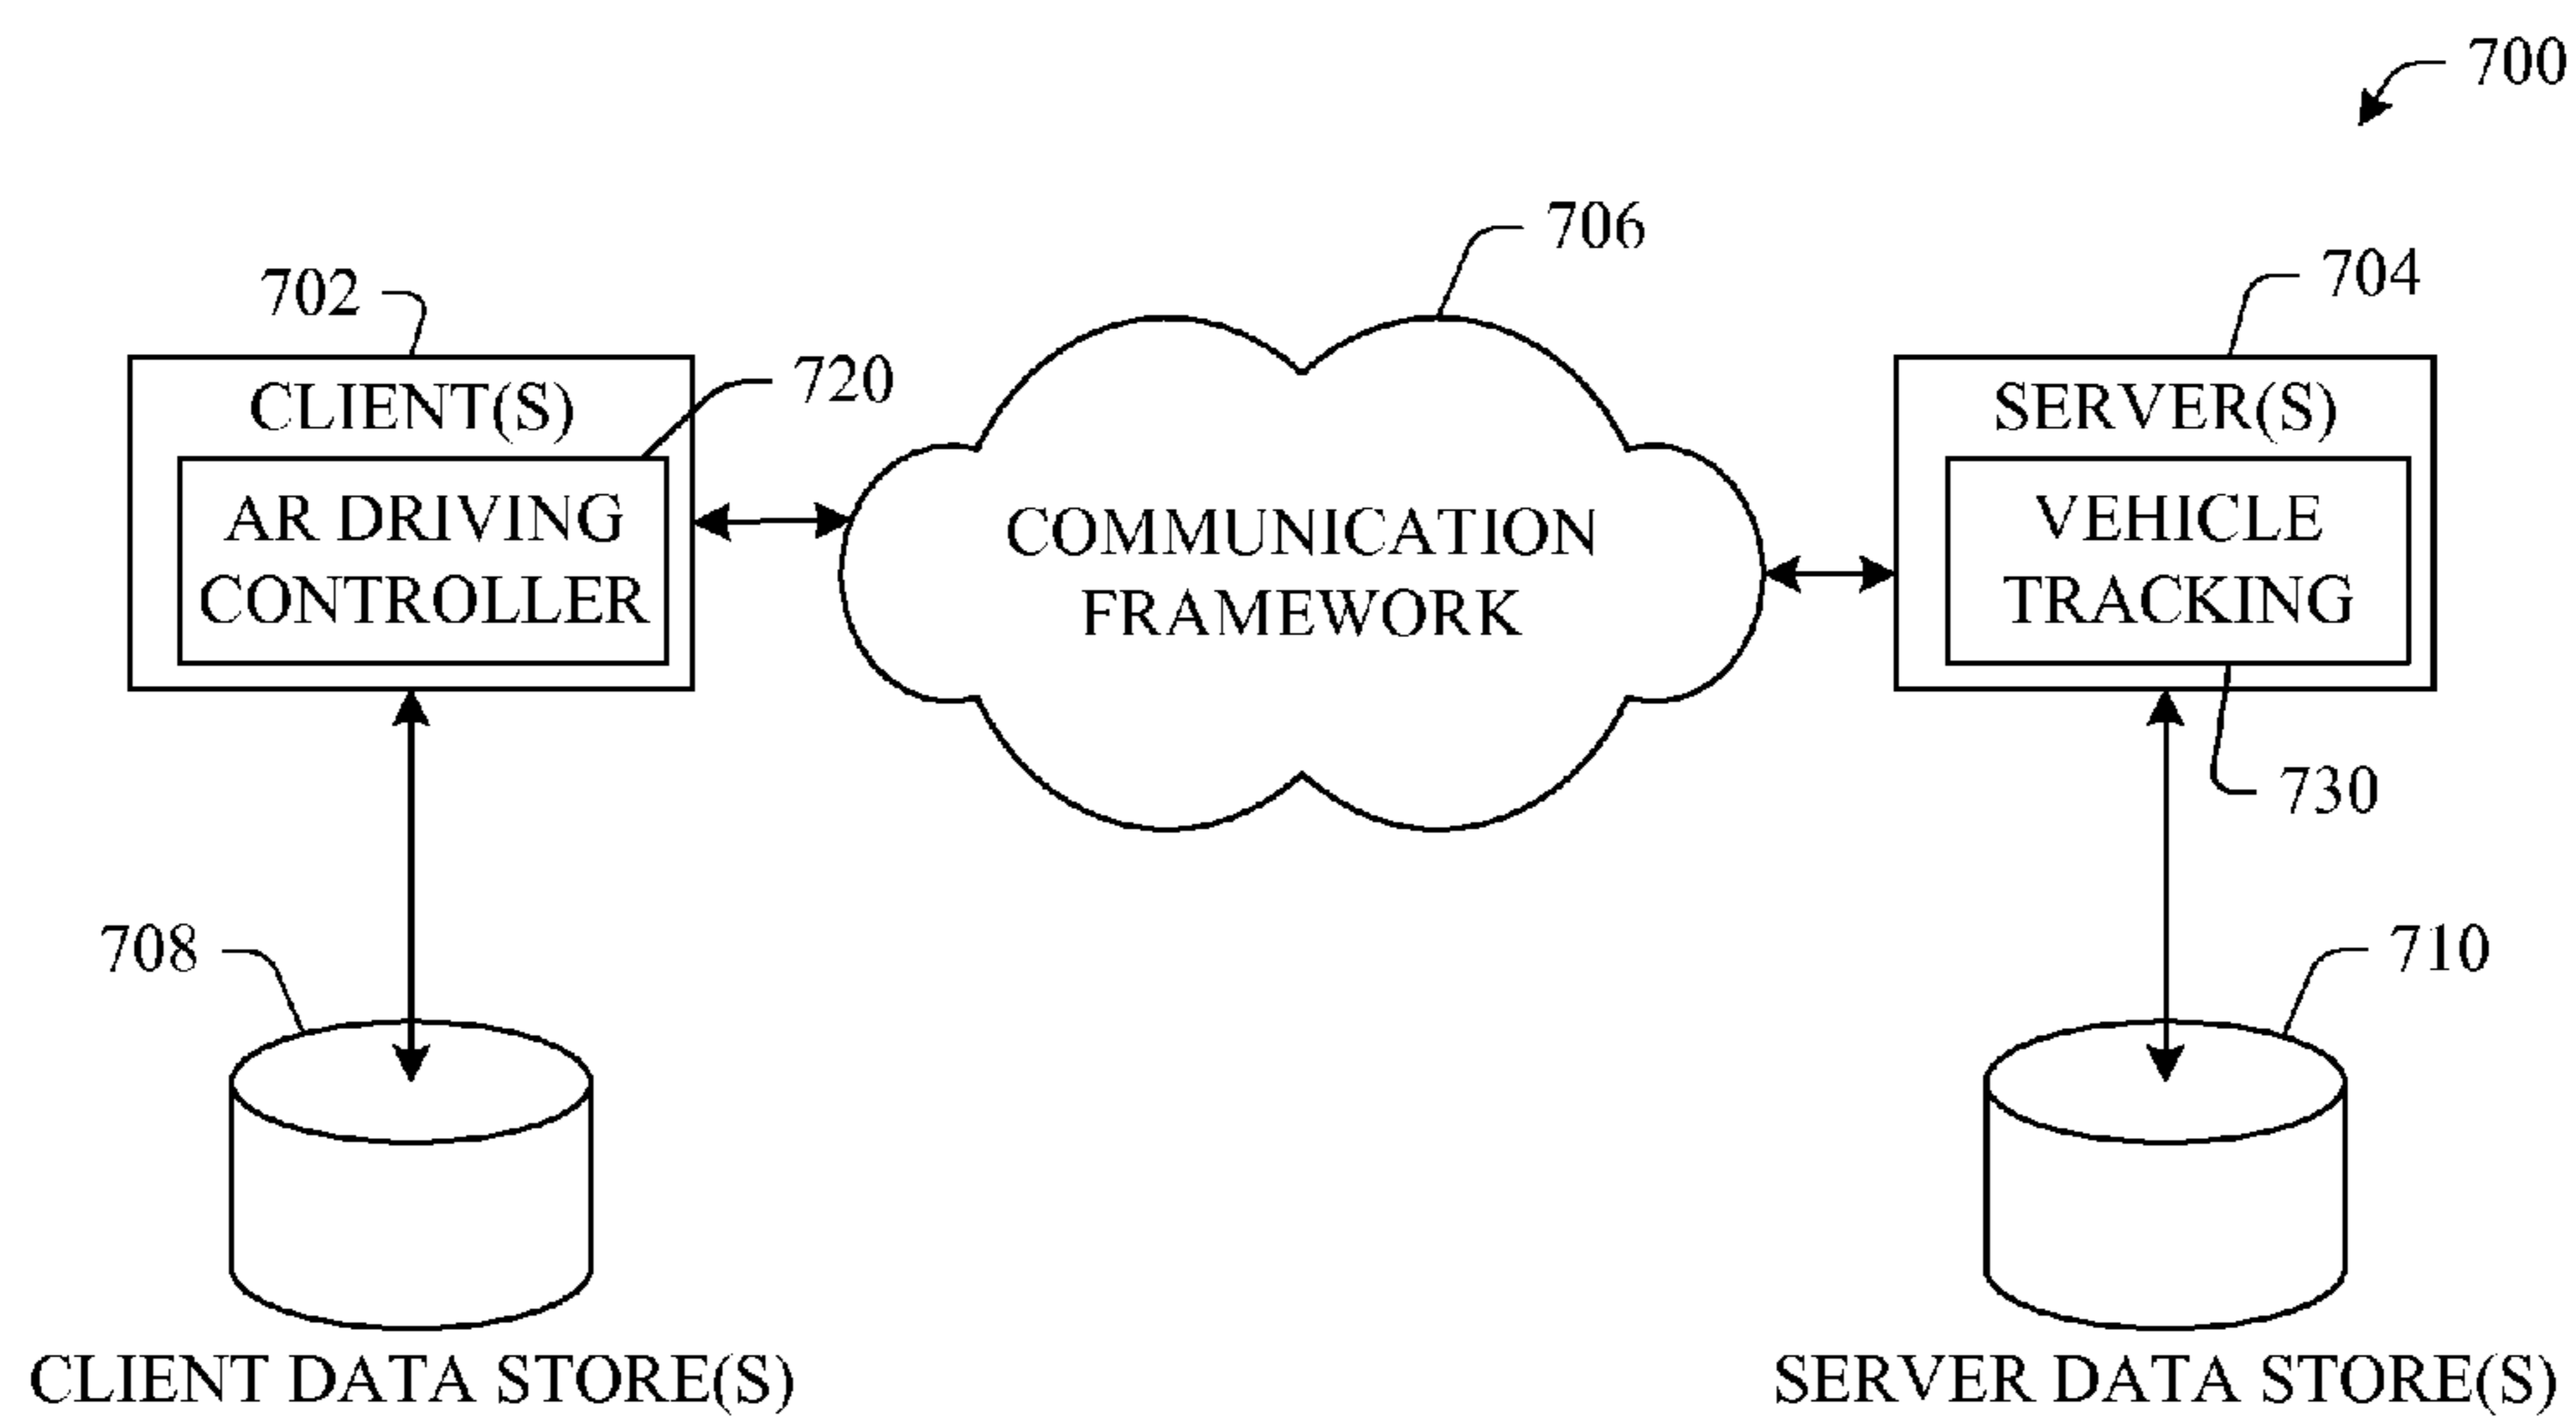 700
706
702
704
720
CLIENT(S)
SERVER(S)
AR DRIVING
CONTROLLER
COMMUNICATION
FRAMEWORK
VEHICLE
TRACKING
730
708
710
CLIENT DATA STORE(S)
SERVER DATA STORE(S)